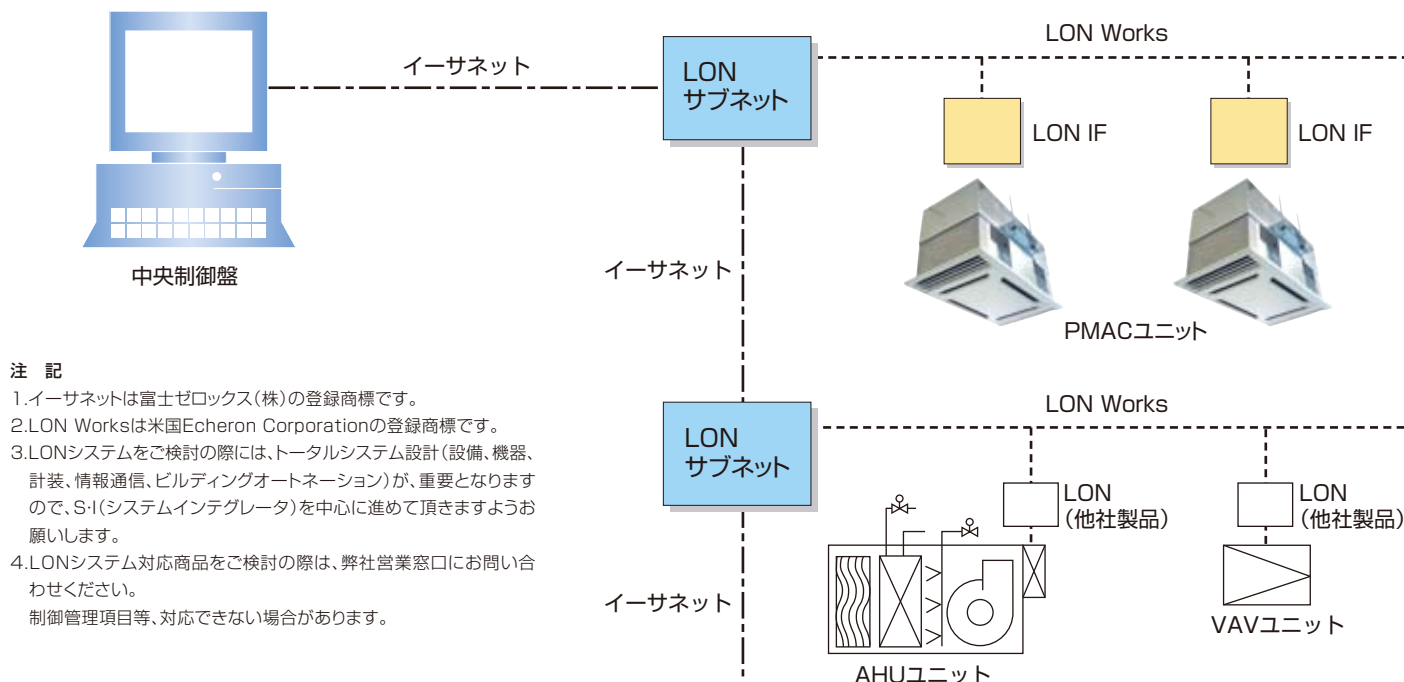 LON Works
イーサネット
LON
サブネット
LON IF
LON IF
中央制御盤
イーサネット
PMACユニット
注 記
1.イーサネットは富士ゼロックス(株)の登録商標です。
2.LON Worksは米国Echeron Corporationの登録商標です。
3.LONシステムをご検討の際には、トータルシステム設計(設備、機器、
計装、情報通信、ビルディングオートネーション)が、重要となります
ので、S·I(システムインテグレータ)を中心に進めて頂きますようお
願いします。
4.LONシステム対応商品をご検討の際は、弊社営業窓口にお問い合
わせください。
制御管理項目等、対応できない場合があります。
LON Works
LON
サブネット
LON
(他社製品)
LON
(他社製品)
イーサネット
VAVユニット
AHUユニット